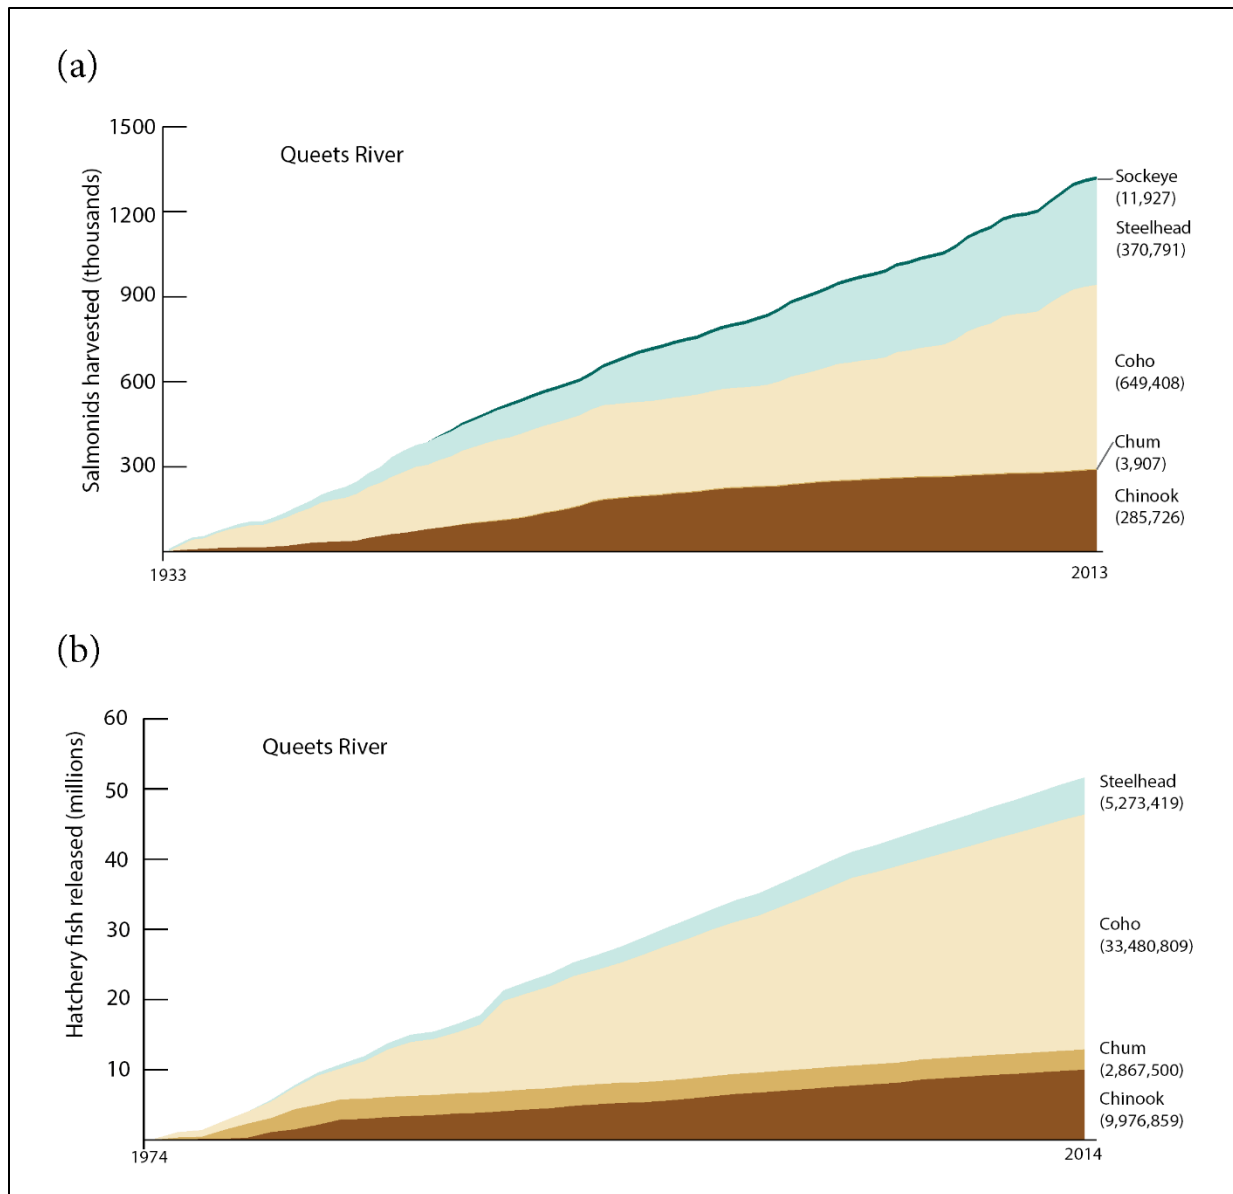 (a)
Salmonids harvested (thousands)
1500
1200
900
600
300
Queets River
Sockeye
(11,927)
Steelhead
(370,791)
Coho
(649,408)
Chum
(3,907)
Chinook
(285,726)
1933
2013
(b)
Hatchery fish released (millions)
60
50
40
30
20
10
Queets River
Steelhead
(5,273,419)
Coho
(33,480,809)
Chum
(2,867,500)
Chinook
(9,976,859)
1974
2014